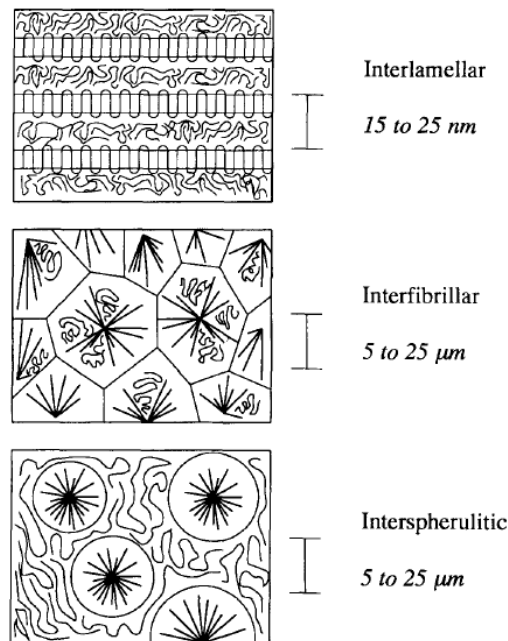 Interlamellar
15 to 25 nm
Interfibrillar
5 to 25 μm
Interspherulitic
5 to 25 μm